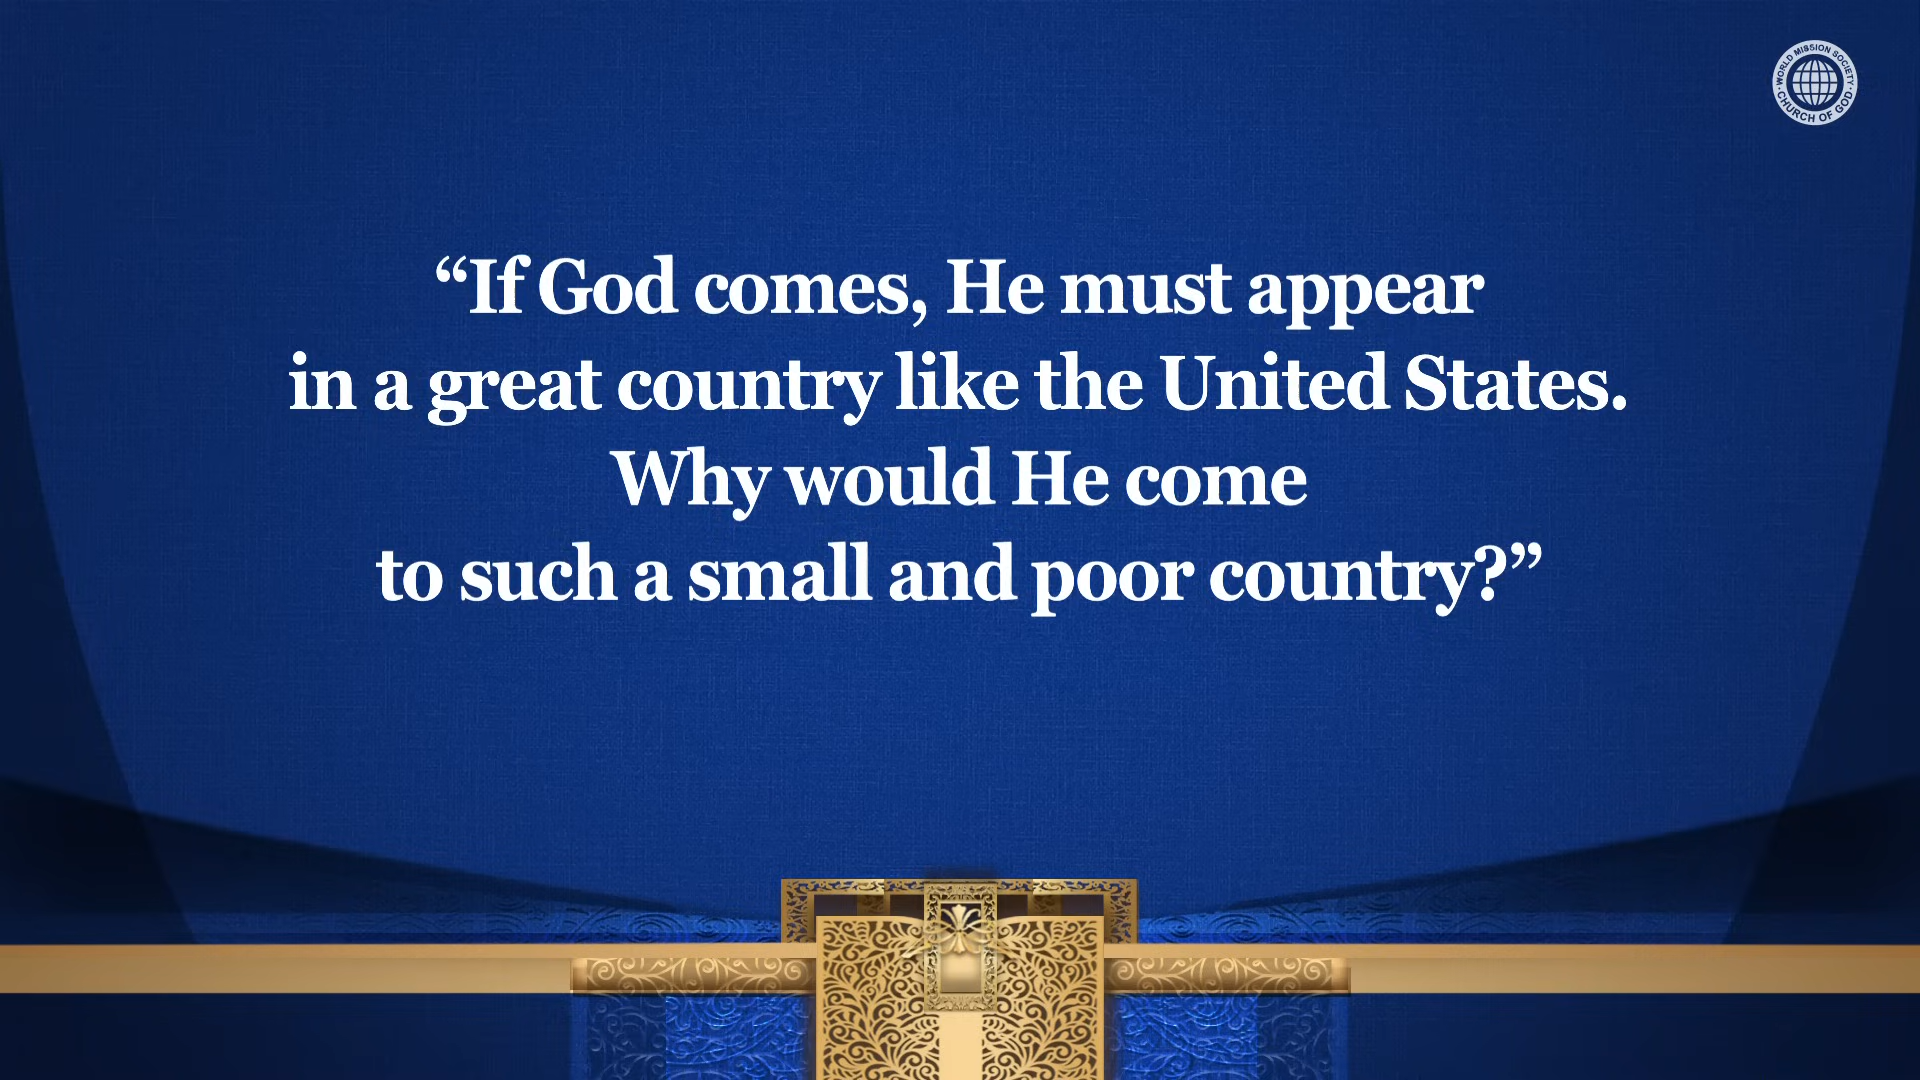 WORLD MISSION SOCIETY
CHURCH OF GOD
“If God comes, He must appear
in a great country like the United States.
Why would He come
to such a small and poor country?”